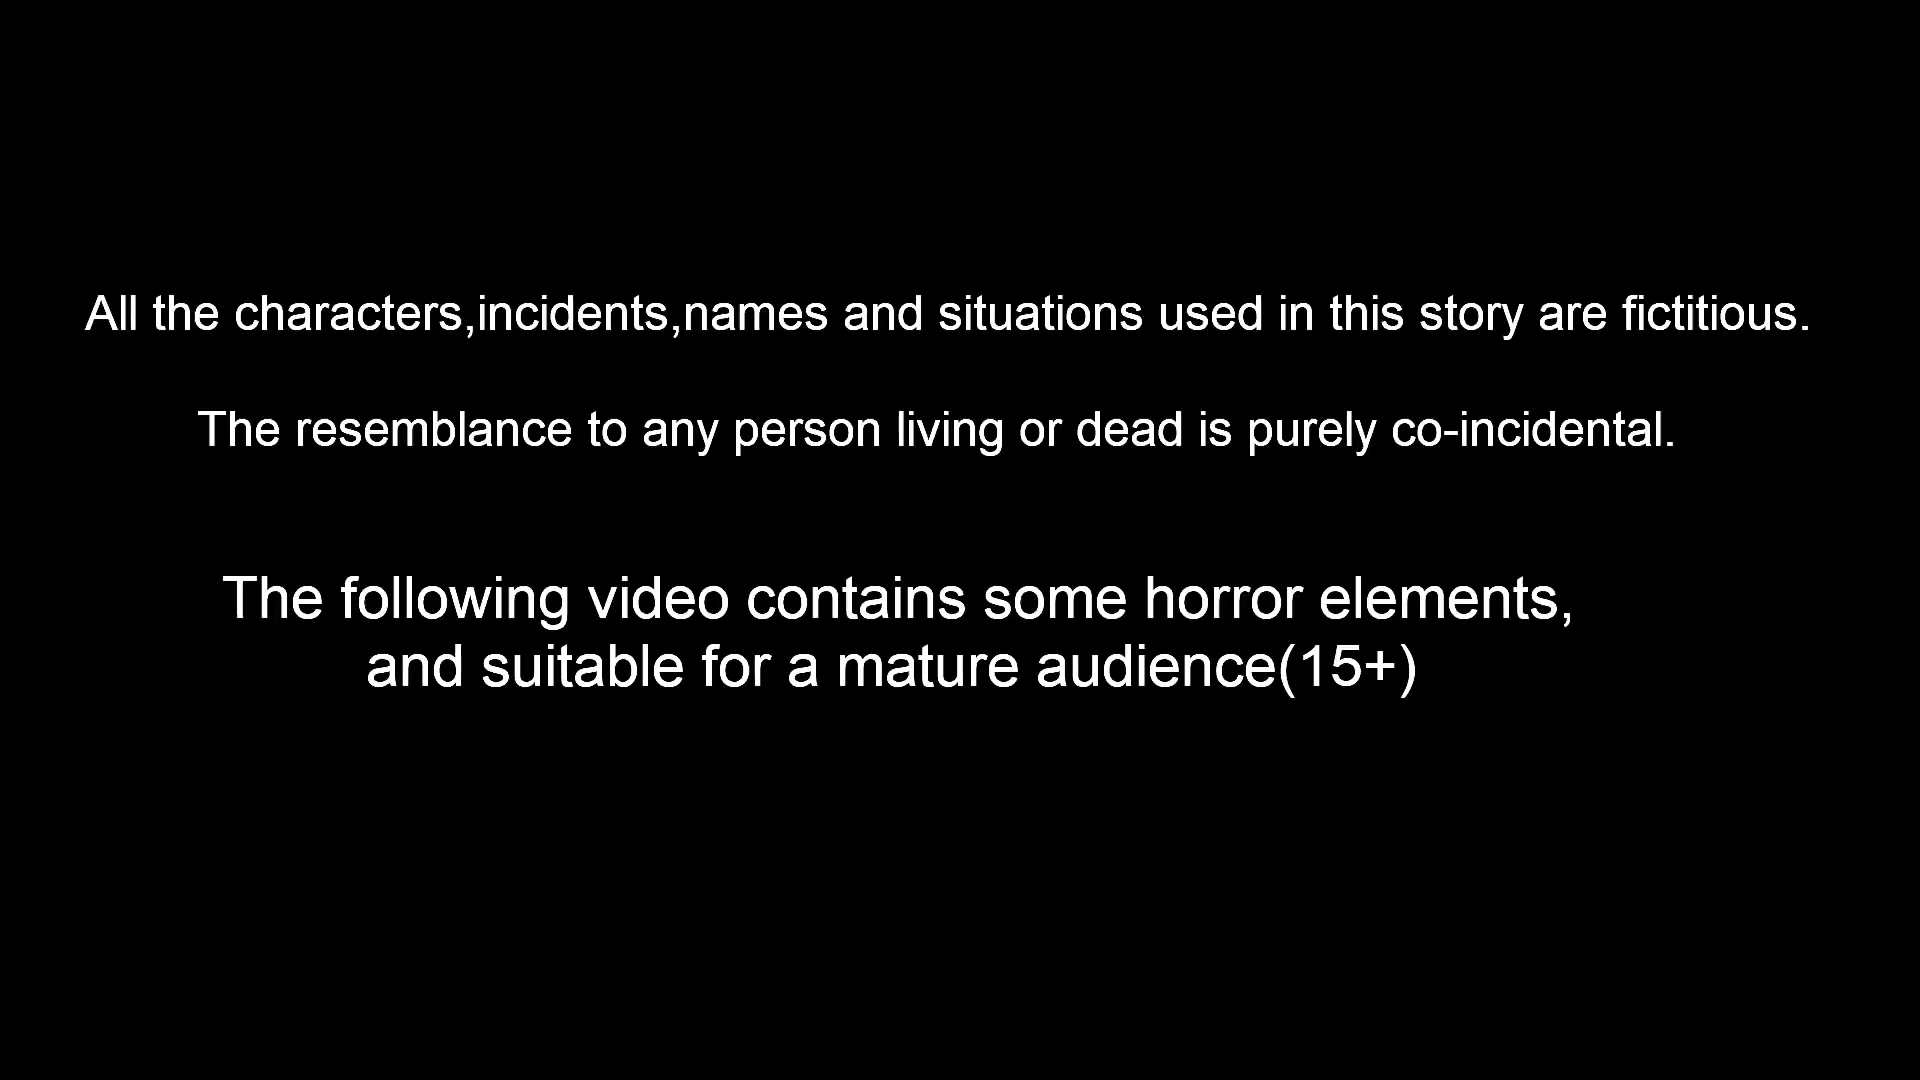 All the characters,incidents,names and situations used in this story are fictitious.
The resemblance to any person living or dead is purely co-incidental.
The following video contains some horror elements,
and suitable for a mature audience(15+)